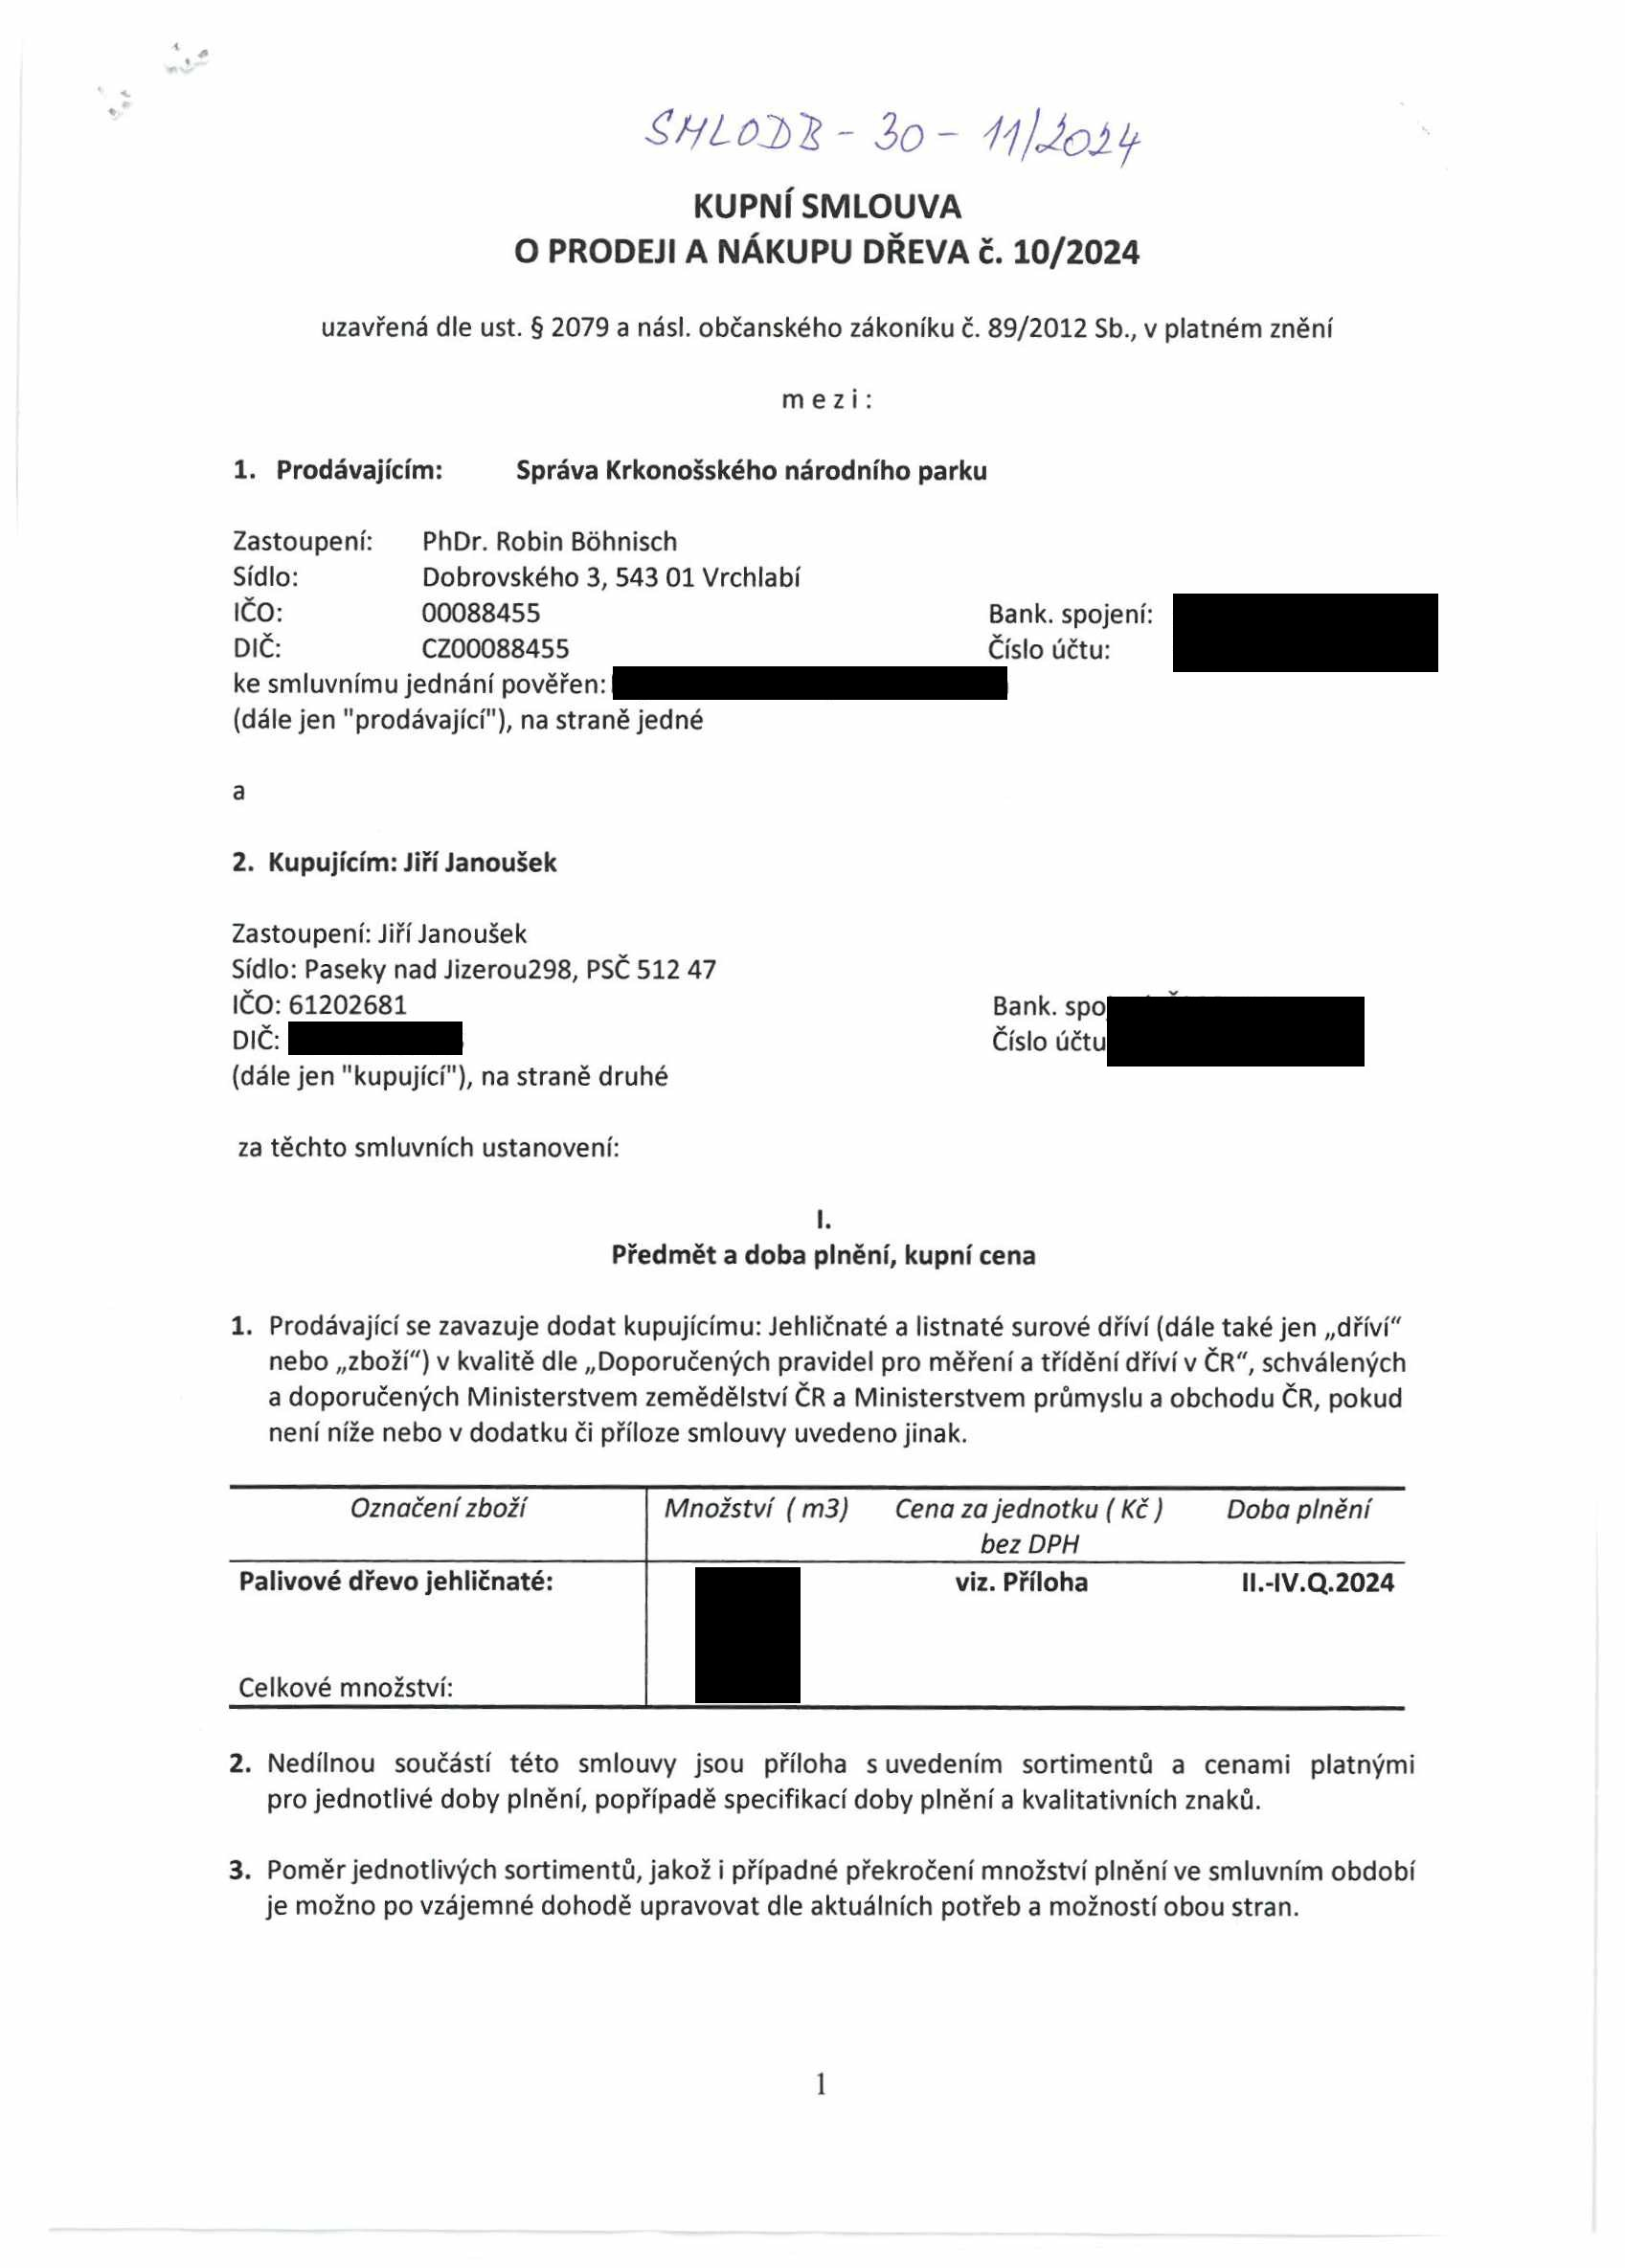 SMLODB - 30 - 11/2024
KUPNÍ SMLOUVA
O PRODEJI A NÁKUPU DŘEVA č. 10/2024
uzavřená dle ust. § 2079 a násl. občanského zákoníku č. 89/2012 Sb., v platném znění
m e z i :
1. Prodávajícím: Správa Krkonošského národního parku
Zastoupení: PhDr. Robin Böhnisch
Sídlo: Dobrovského 3, 543 01 Vrchlabí
IČO: 00088455 Bank. spojení:
DIČ: CZ00088455 Číslo účtu:
ke smluvnímu jednání pověřen:
(dále jen "prodávající"), na straně jedné
a
2. Kupujícím: Jiří Janoušek
Zastoupení: Jiří Janoušek
Sídlo: Paseky nad Jizerou298, PSČ 512 47
IČO: 61202681 Bank. spo
DIČ: Číslo účtu
(dále jen "kupující"), na straně druhé
za těchto smluvních ustanovení:
I.
Předmět a doba plnění, kupní cena
1. Prodávající se zavazuje dodat kupujícímu: Jehličnaté a listnaté surové dříví (dále také jen „dříví“
nebo „zboží“) v kvalitě dle „Doporučených pravidel pro měření a třídění dříví v ČR“, schválených
a doporučených Ministerstvem zemědělství ČR a Ministerstvem průmyslu a obchodu ČR, pokud
není níže nebo v dodatku či příloze smlouvy uvedeno jinak.
Označení zboží Množství ( m3) Cena za jednotku ( Kč ) Doba plnění
bez DPH
Palivové dřevo jehličnaté: viz. Příloha II.-IV.Q.2024
Celkové množství:
2. Nedílnou součástí této smlouvy jsou příloha s uvedením sortimentů a cenami platnými
pro jednotlivé doby plnění, popřípadě specifikací doby plnění a kvalitativních znaků.
3. Poměr jednotlivých sortimentů, jakož i případné překročení množství plnění ve smluvním období
je možno po vzájemné dohodě upravovat dle aktuálních potřeb a možností obou stran.
1